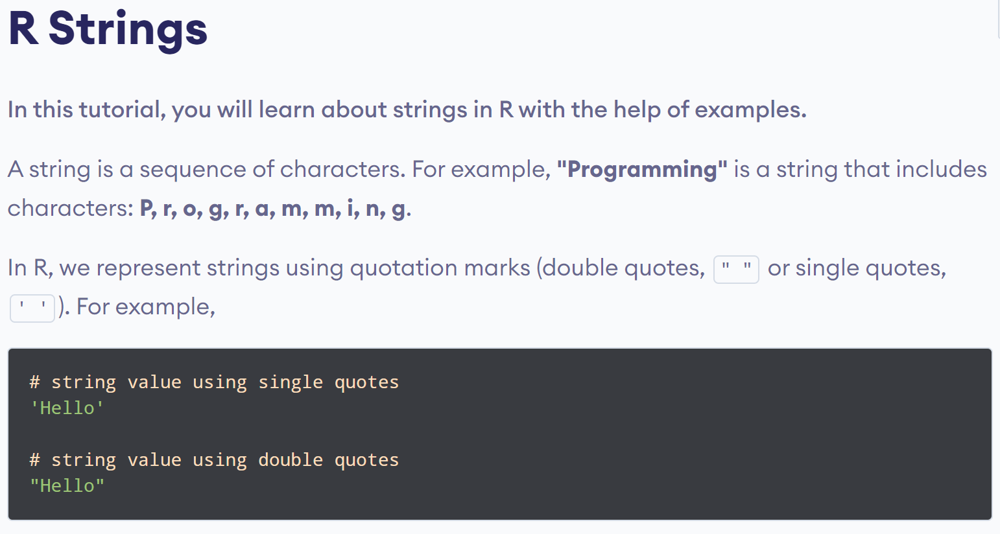 R Strings
In this tutorial, you will learn about strings in R with the help of examples.
A string is a sequence of characters. For example, "Programming" is a string that includes
characters: P, r, o, g, r, a, m, m, i, n, g.
In R, we represent strings using quotation marks (double quotes, " " or single quotes,
' '). For example,
# string value using single quotes
'Hello'
# string value using double quotes
"Hello"